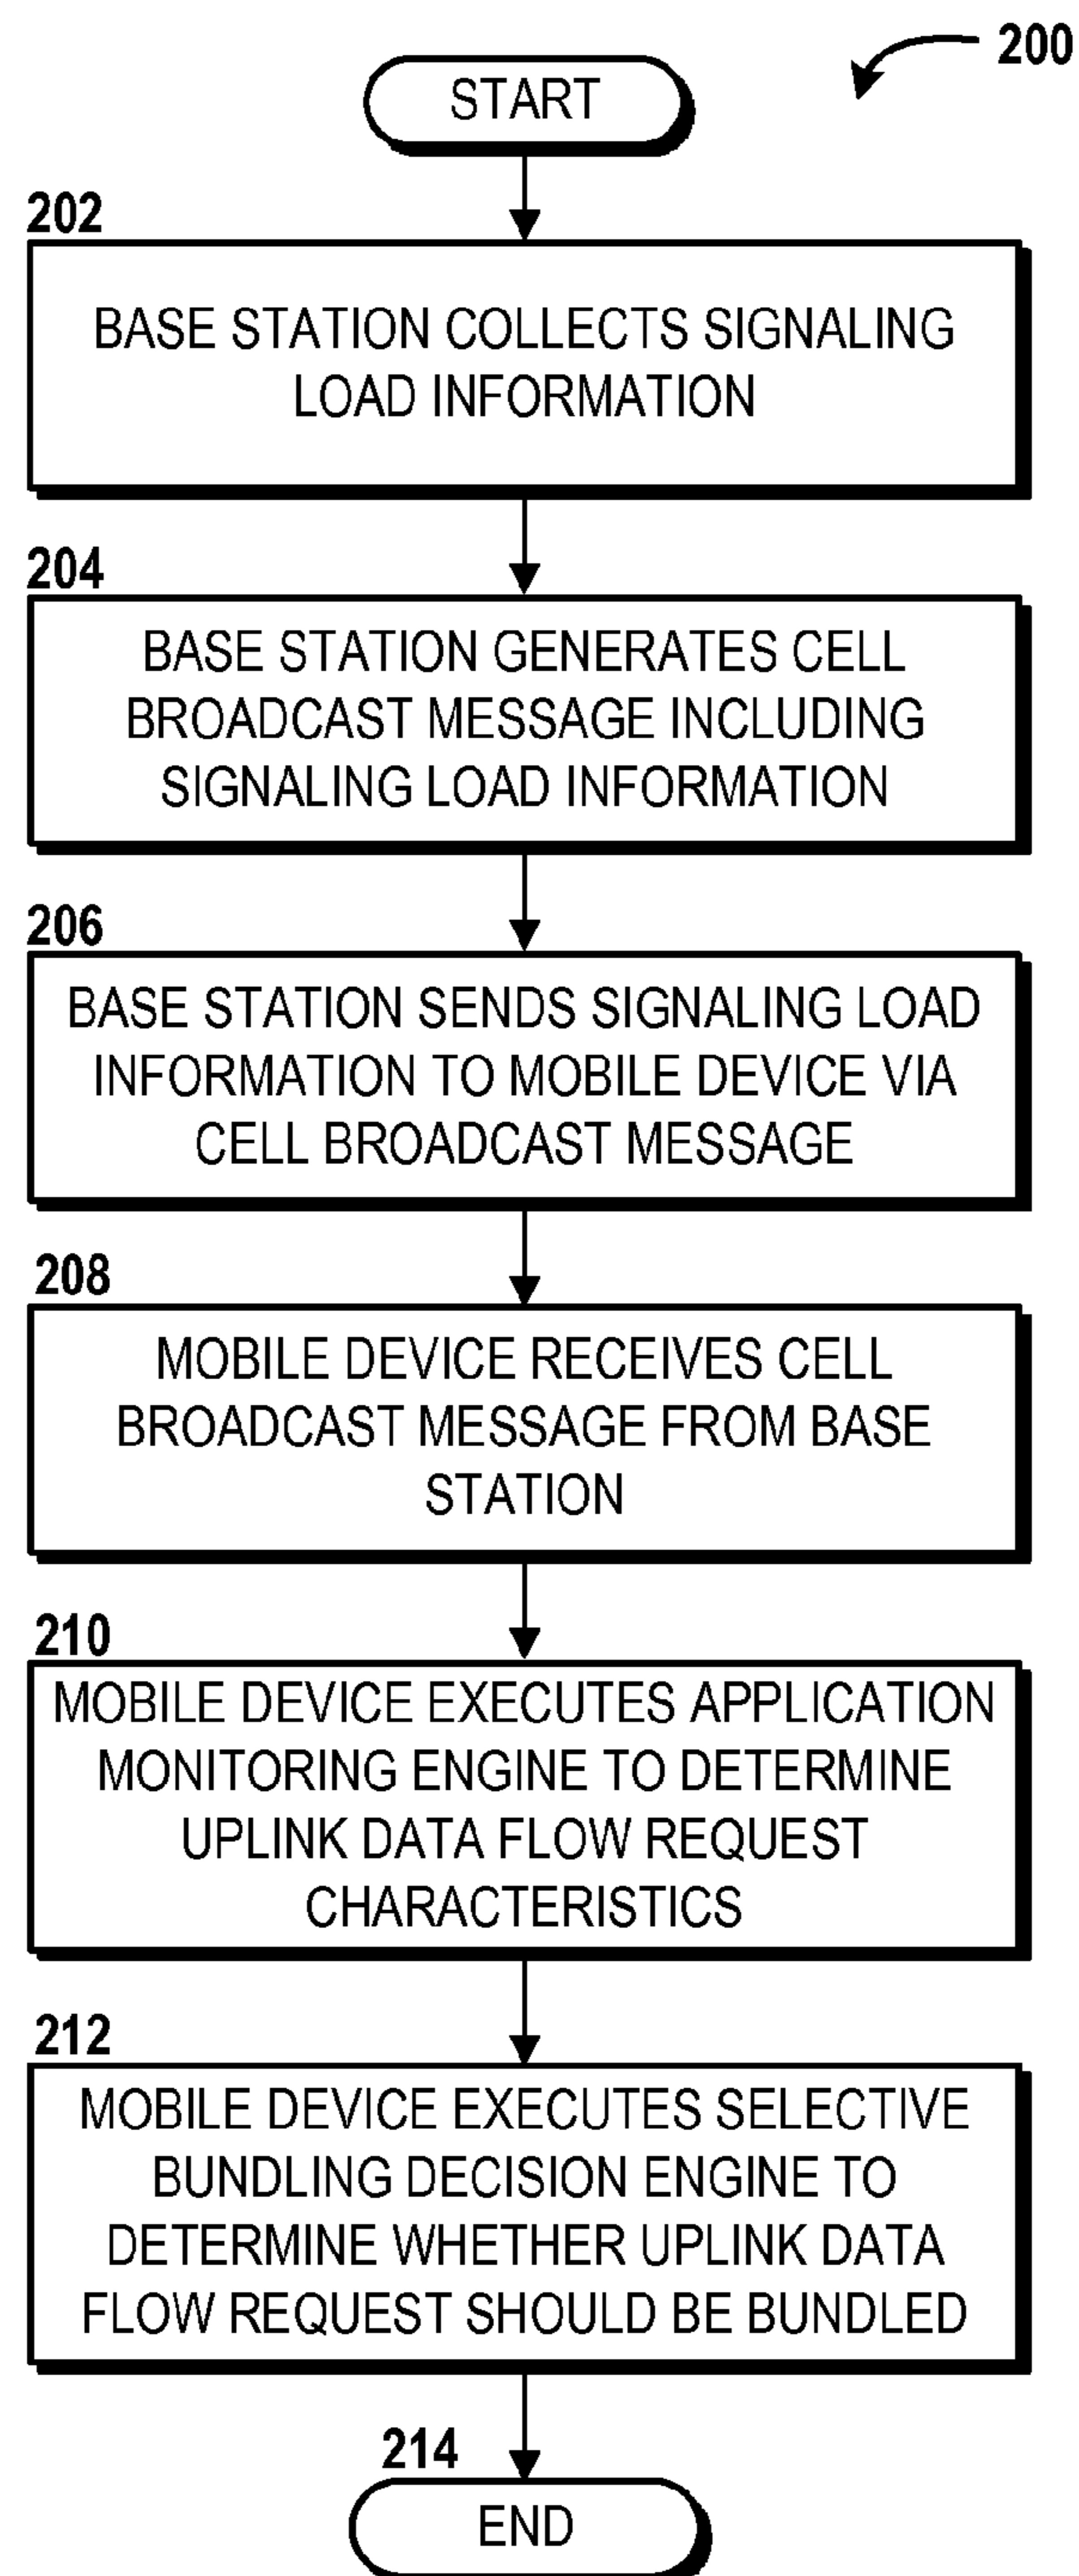 200
START
202
BASE STATION COLLECTS SIGNALING
LOAD INFORMATION
204
BASE STATION GENERATES CELL
BROADCAST MESSAGE INCLUDING
SIGNALING LOAD INFORMATION
206
BASE STATION SENDS SIGNALING LOAD
INFORMATION TO MOBILE DEVICE VIA
CELL BROADCAST MESSAGE
208
MOBILE DEVICE RECEIVES CELL
BROADCAST MESSAGE FROM BASE
STATION
210
MOBILE DEVICE EXECUTES APPLICATION
MONITORING ENGINE TO DETERMINE
UPLINK DATA FLOW REQUEST
CHARACTERISTICS
212
MOBILE DEVICE EXECUTES SELECTIVE
BUNDLING DECISION ENGINE TO
DETERMINE WHETHER UPLINK DATA
FLOW REQUEST SHOULD BE BUNDLED
214
END